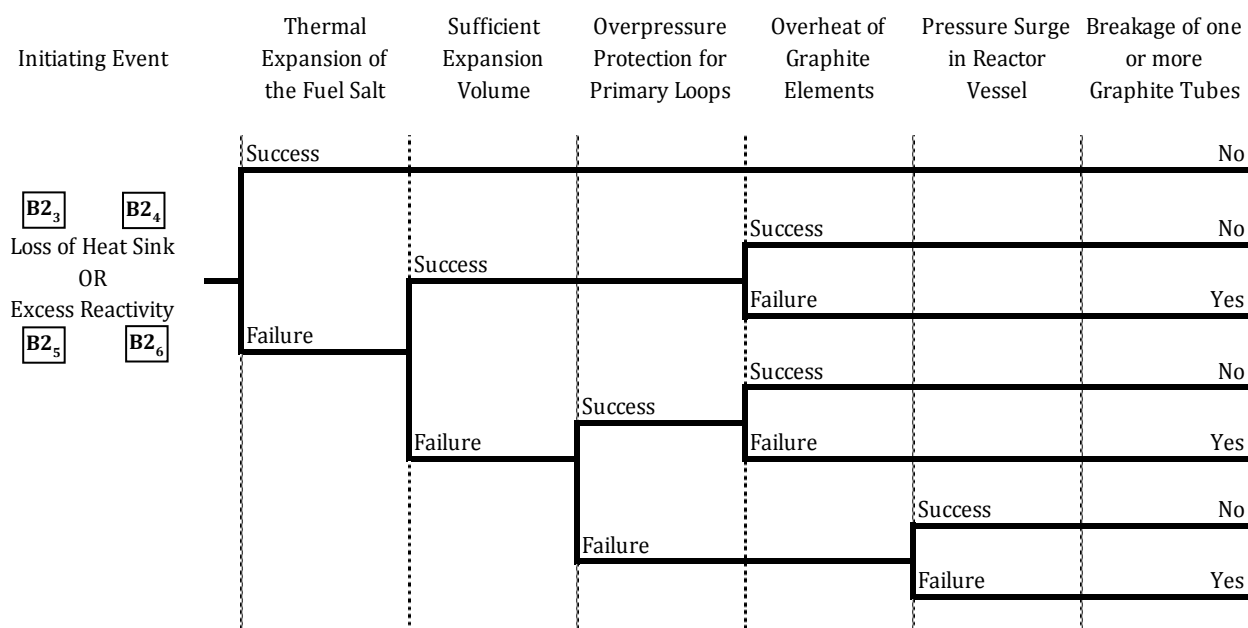 Initiating Event
Thermal
Expansion of
the Fuel Salt
Sufficient
Expansion
Volume
Overpressure
Protection for
Primary Loops
Overheat of
Graphite
Elements
Pressure Surge
in Reactor
Vessel
Breakage of one
or more
Graphite Tubes
Success
No
B2₃
B2₄
Loss of Heat Sink
OR
Excess Reactivity
B2₅
B2₆
Success
No
Success
Failure
Yes
Failure
Success
No
Success
Failure
Failure
Yes
Success
No
Failure
Failure
Yes